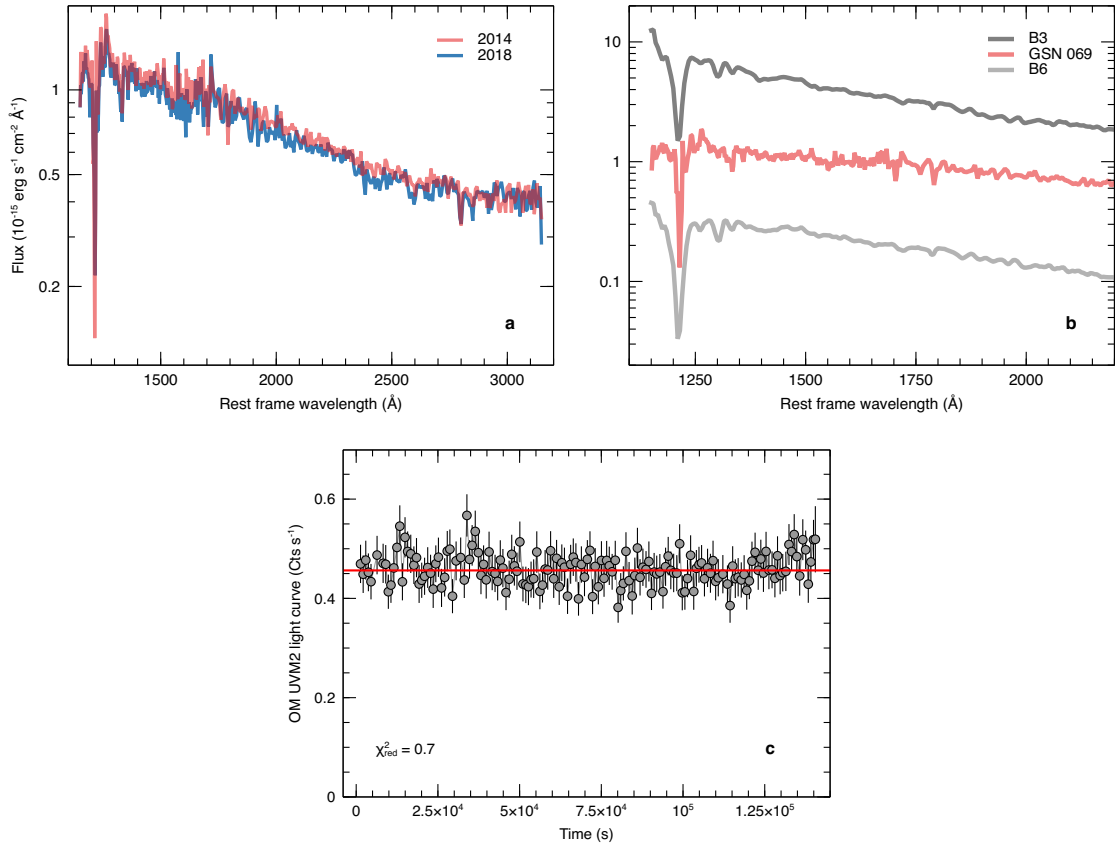 2014
2018
1
0.5
0.2
Flux (10⁻¹⁵ erg s⁻¹ cm⁻² Å⁻¹)
a
1500 2000 2500 3000
Rest frame wavelength (Å)
B3
GSN 069
B6
10
1
0.1
b
1250 1500 1750 2000
Rest frame wavelength (Å)
0.6
0.4
0.2
0
OM UVM2 light curve (Cts s⁻¹)
χ²red = 0.7
c
0 2.5×10⁴ 5×10⁴ 7.5×10⁴ 10⁵ 1.25×10⁵
Time (s)